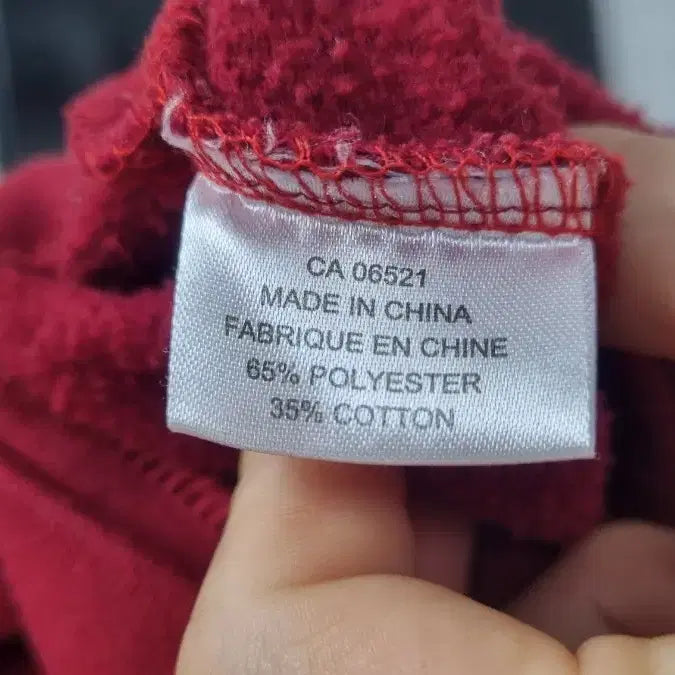 CA 06521
MADE IN CHINA
FABRIQUE EN CHINE
65% POLYESTER
35% COTTON